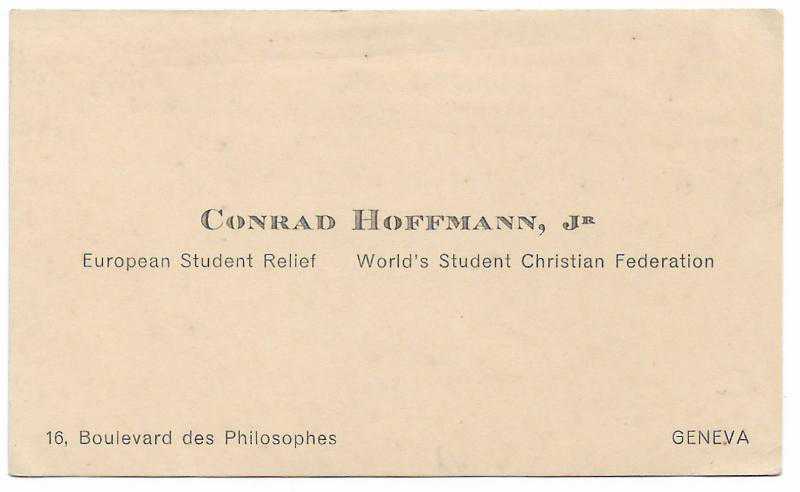 Conrad Hoffmann, Jr
European Student Relief World's Student Christian Federation
16, Boulevard des Philosophes GENEVA